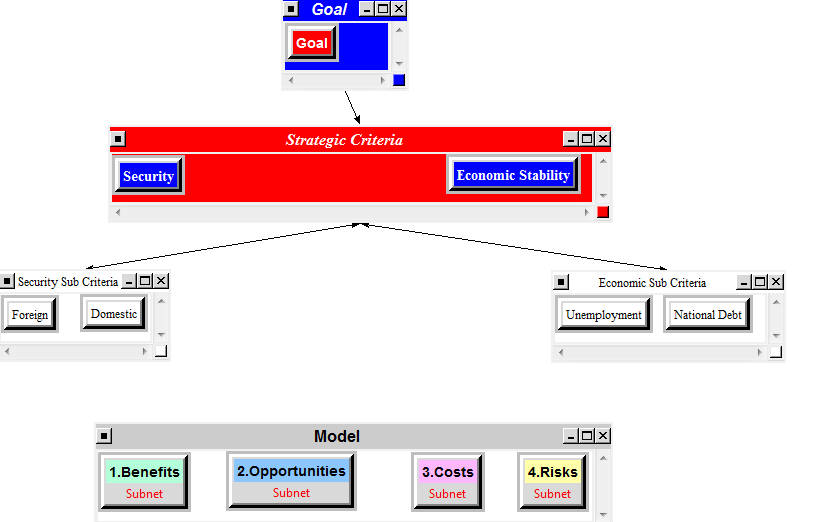 Goal
Goal
Strategic Criteria
Security
Economic Stability
Security Sub Criteria
Foreign
Domestic
Economic Sub Criteria
Unemployment
National Debt
Model
1.Benefits
Subnet
2.Opportunities
Subnet
3.Costs
Subnet
4.Risks
Subnet